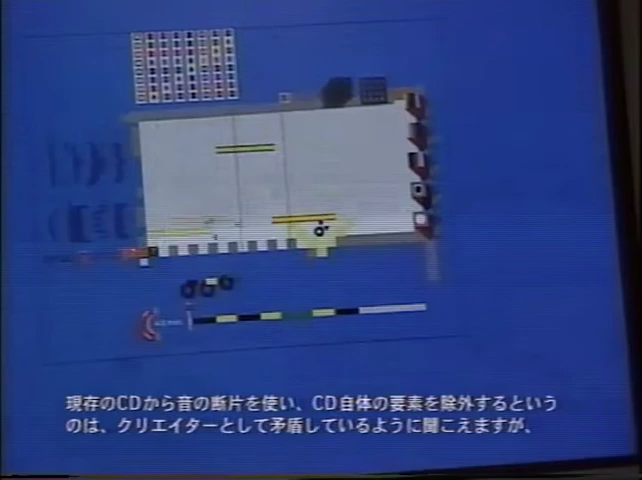 現存のCDから音の断片を使い、CD自体の要素を除外するという
のは、クリエイターとして矛盾しているように聞こえますが、